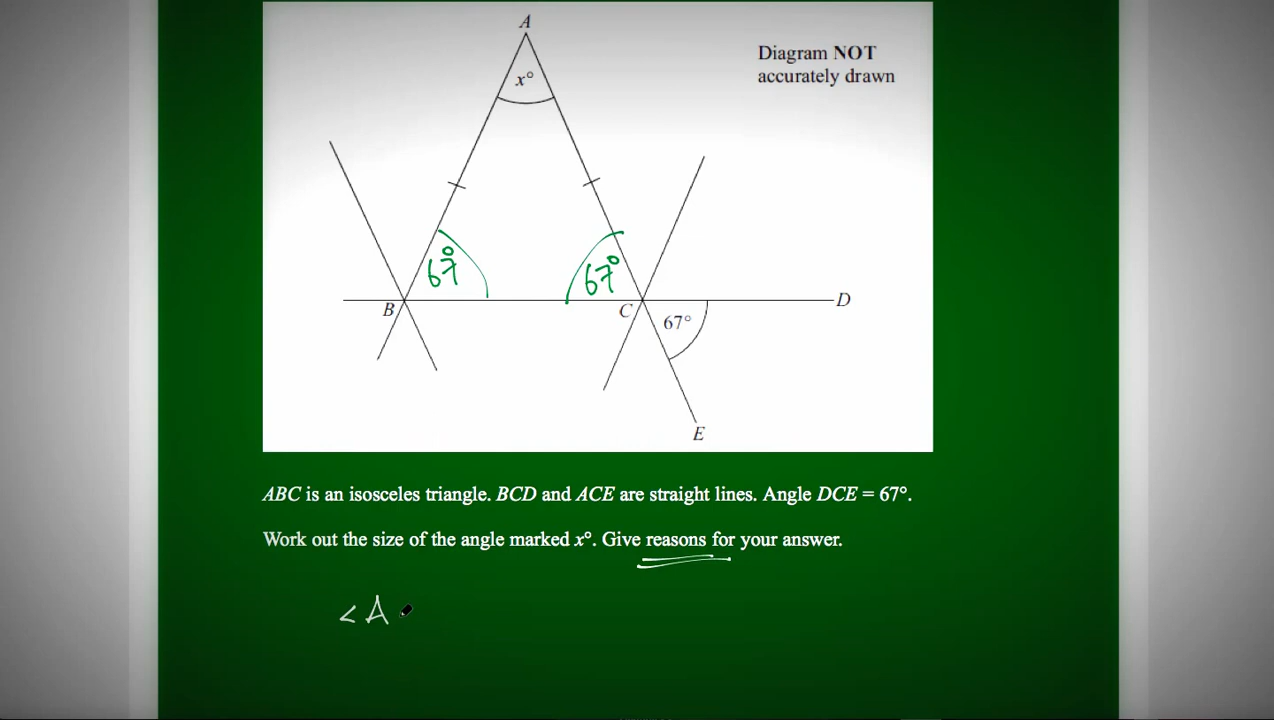 A
Diagram NOT
accurately drawn
x°
67°
67°
B
C
D
67°
E
ABC is an isosceles triangle. BCD and ACE are straight lines. Angle DCE = 67°.
Work out the size of the angle marked x°. Give reasons for your answer.
<A